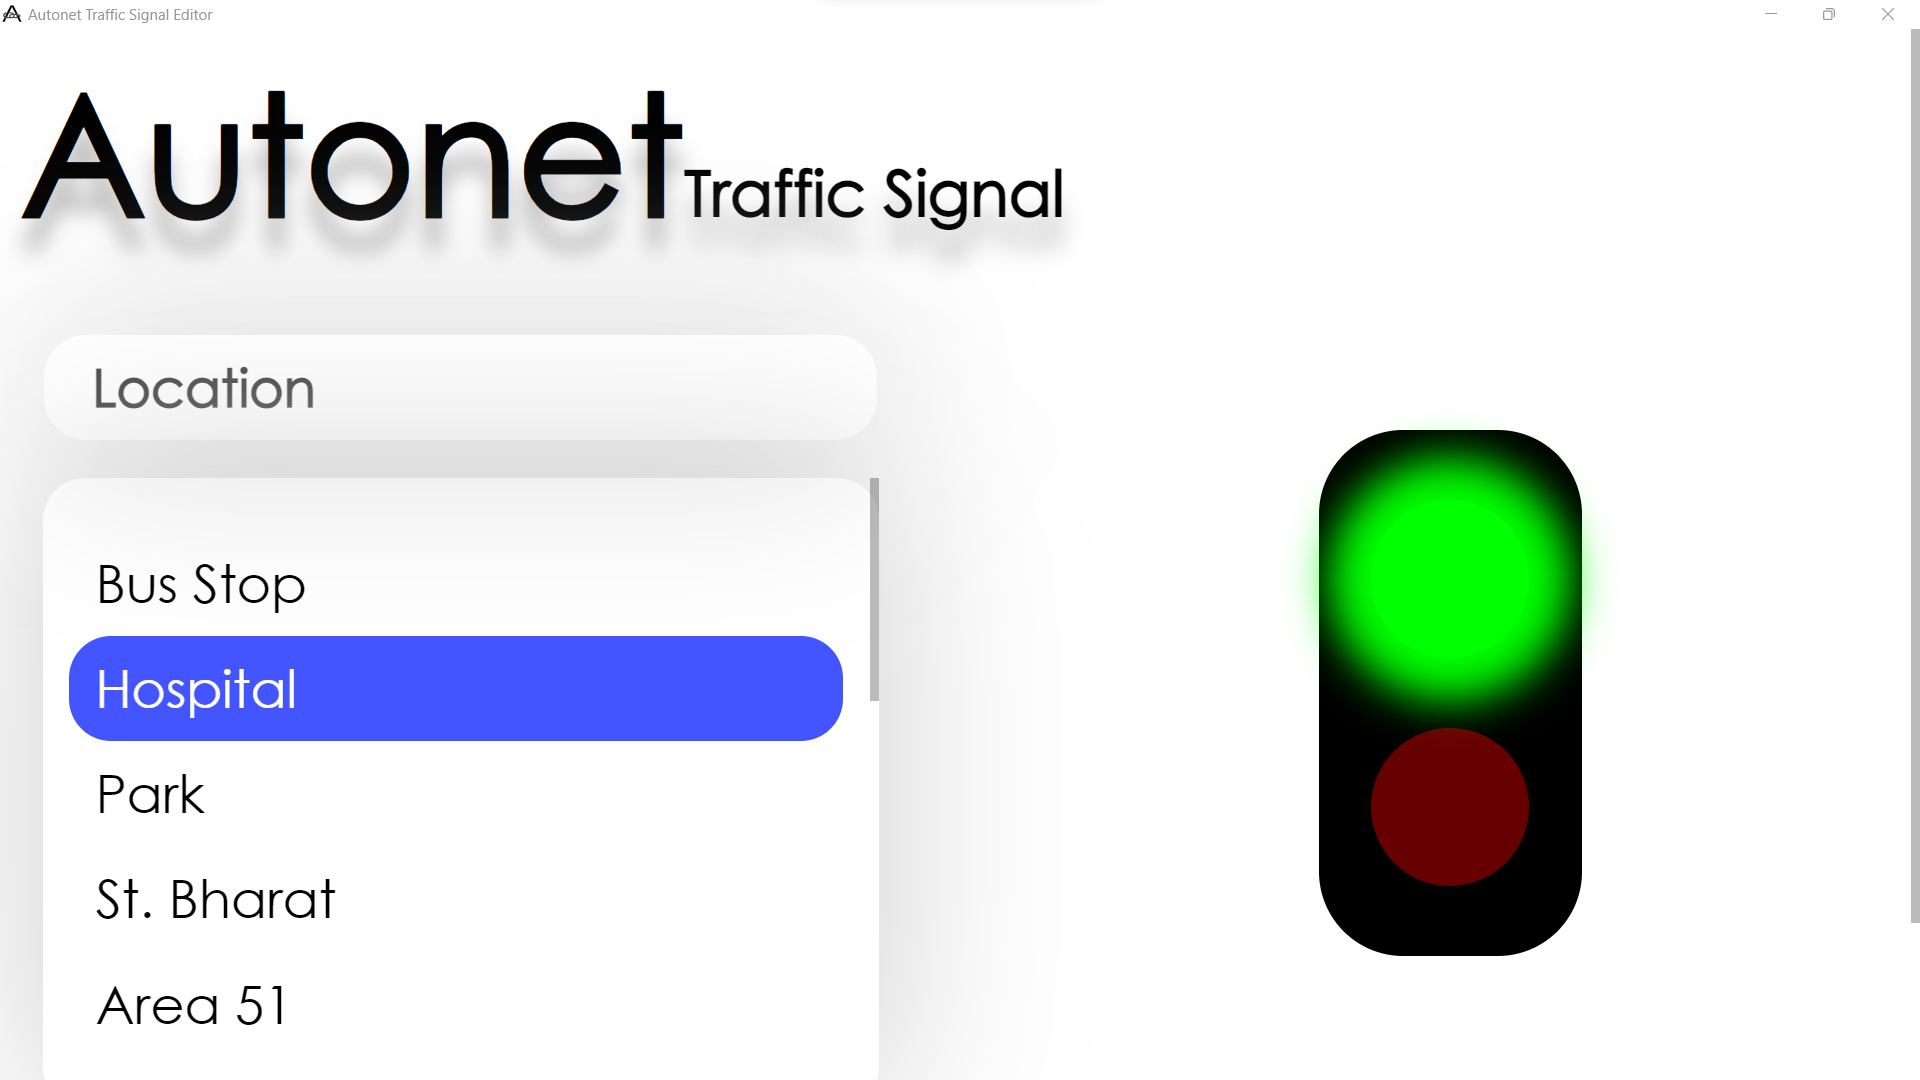 Autonet Traffic Signal Editor
Autonet Traffic Signal
Location
Bus Stop
Hospital
Park
St. Bharat
Area 51